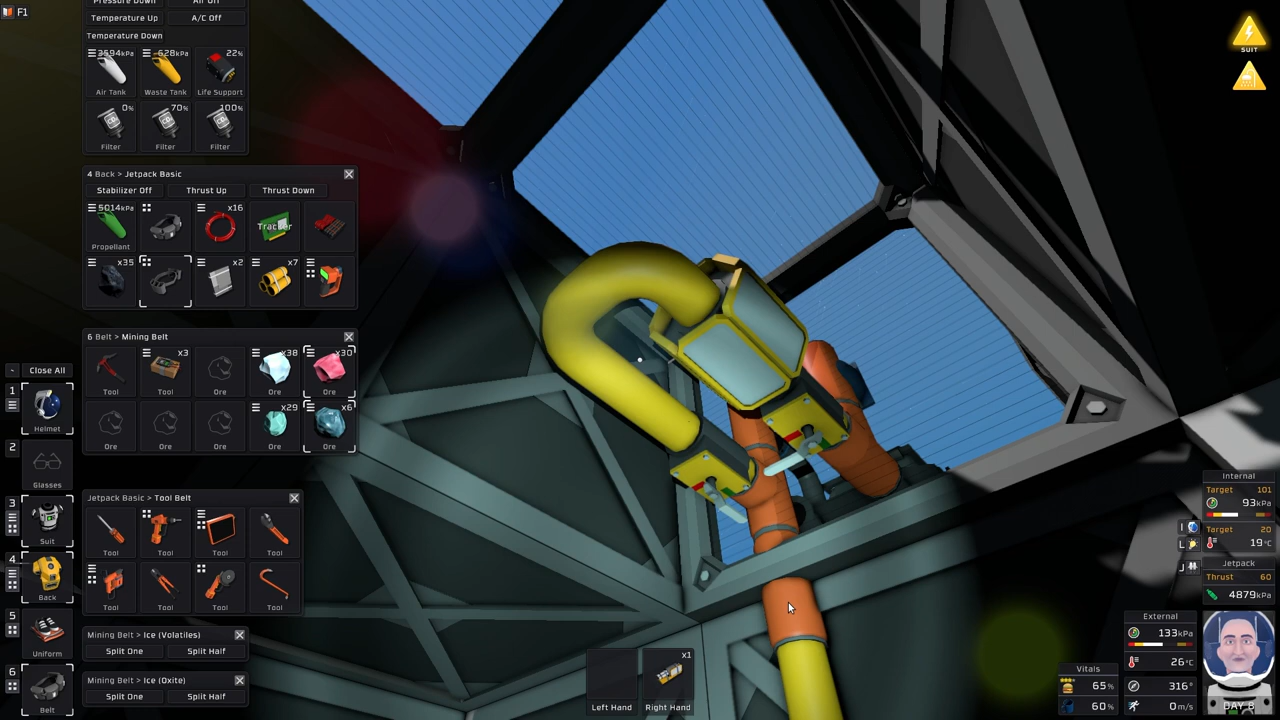 F1
Pressure Down Air Off
Temperature Up A/C Off
Temperature Down
3594kPa 628kPa 22%
Air Tank Waste Tank Life Support
0% 70% 100%
Filter Filter Filter
4 Back > Jetpack Basic
Stabilizer Off Thrust Up Thrust Down
5014kPa x16 Tracker
Propellant
x35 x2 x7
6 Belt > Mining Belt
x3 x38 x30
Tool Tool Ore Ore Ore
x29 x6
Ore Ore Ore Ore Ore
~ Close All
1 Helmet
2 Glasses
3 Suit
4 Back
5 Uniform
6 Belt
Jetpack Basic > Tool Belt
Tool Tool Tool Tool
Tool Tool Tool Tool
Mining Belt > Ice (Volatiles)
Split One Split Half
Mining Belt > Ice (Oxite)
Split One Split Half
x1
Left Hand Right Hand
SUIT
Internal
Target 101
93kPa
Target 20
19°C
I
L
J
Jetpack
Thrust 60
4879kPa
External
133kPa
26°C
316°
0m/s
Vitals
65%
60%
DAY 8